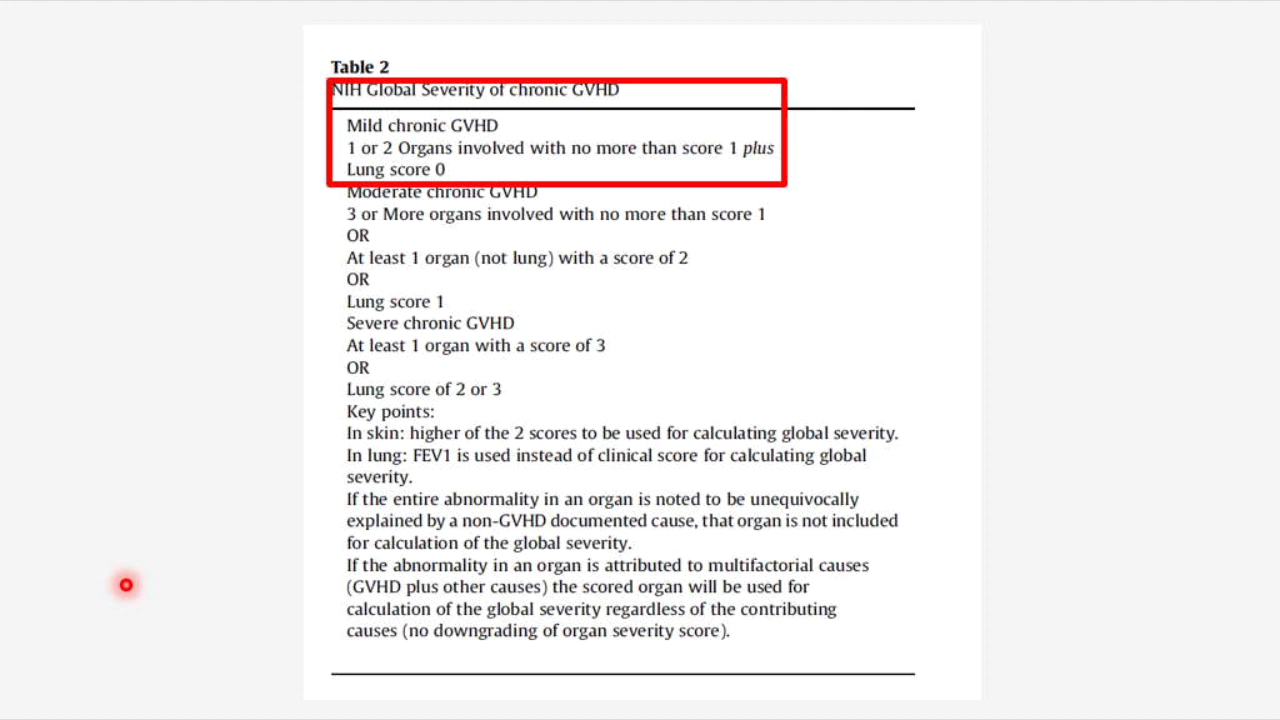 Table 2
NIH Global Severity of chronic GVHD
Mild chronic GVHD
1 or 2 Organs involved with no more than score 1 plus
Lung score 0
Moderate chronic GVHD
3 or More organs involved with no more than score 1
OR
At least 1 organ (not lung) with a score of 2
OR
Lung score 1
Severe chronic GVHD
At least 1 organ with a score of 3
OR
Lung score of 2 or 3
Key points:
In skin: higher of the 2 scores to be used for calculating global severity.
In lung: FEV1 is used instead of clinical score for calculating global
severity.
If the entire abnormality in an organ is noted to be unequivocally
explained by a non-GVHD documented cause, that organ is not included
for calculation of the global severity.
If the abnormality in an organ is attributed to multifactorial causes
(GVHD plus other causes) the scored organ will be used for
calculation of the global severity regardless of the contributing
causes (no downgrading of organ severity score).